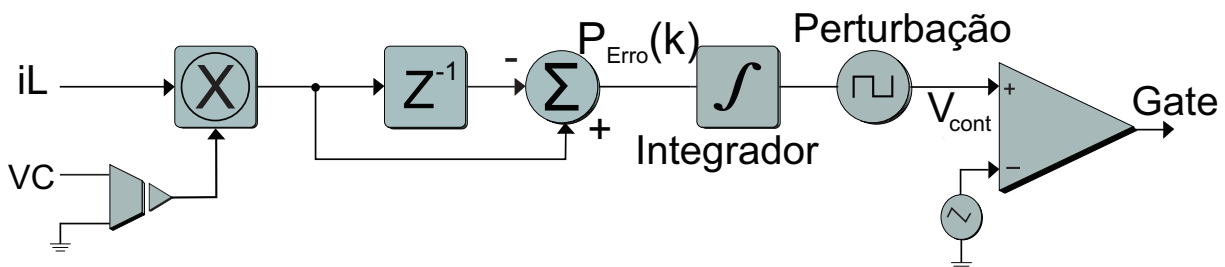 Perturbação
iL
X
Z⁻¹
-
Σ
+
P_Erro(k)
∫
Integrador
V_cont
+
−
Gate
VC